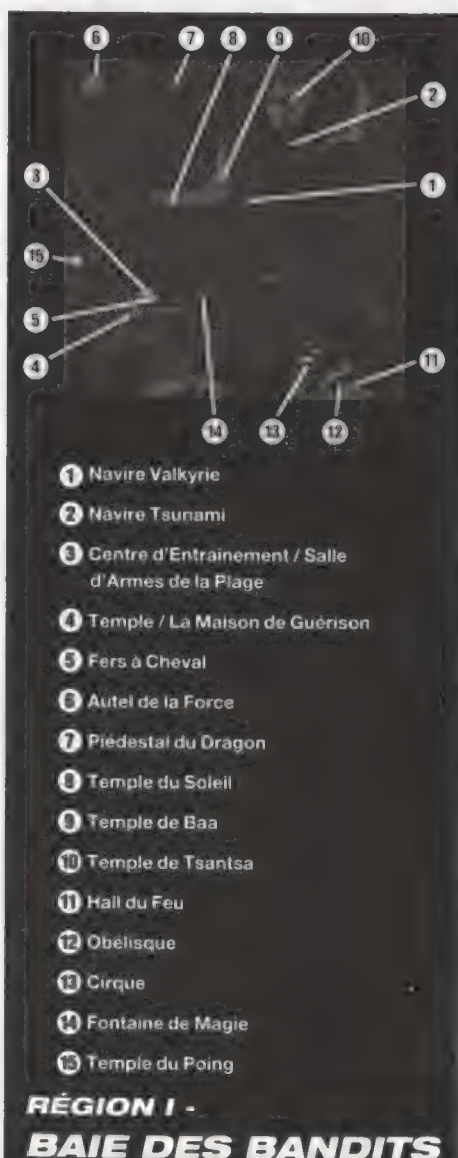 6 7 8 9 10
2
3
1
15
5
4
11
14 13 12
1 Navire Valkyrie
2 Navire Tsunami
3 Centre d'Entrainement / Salle
d'Armes de la Plage
4 Temple / La Maison de Guérison
5 Fers à Cheval
6 Autel de la Force
7 Piédestal du Dragon
8 Temple du Soleil
9 Temple de Baa
10 Temple de Tsantsa
11 Hall du Feu
12 Obélisque
13 Cirque
14 Fontaine de Magie
15 Temple du Poing
RÉGION I -
BAIE DES BANDITS